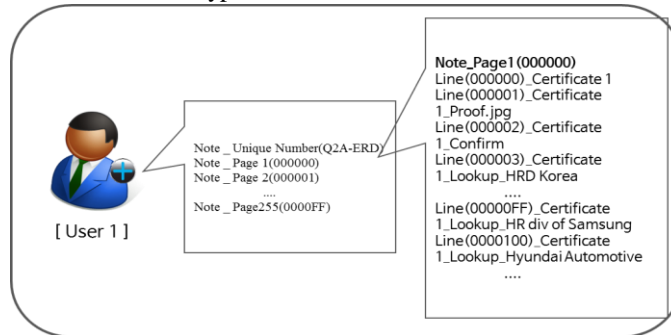 [ User 1 ]
Note _ Unique Number(Q2A-ERD)
Note _ Page 1(000000)
Note _ Page 2(000001)
....
Note _ Page255(0000FF)
Note_Page1(000000)
Line(000000)_Certificate 1
Line(000001)_Certificate
1_Proof.jpg
Line(000002)_Certificate
1_Confirm
Line(000003)_Certificate
1_Lookup_HRD Korea
....
Line(00000FF)_Certificate
1_Lookup_HR div of Samsung
Line(0000100)_Certificate
1_Lookup_Hyundai Automotive
....